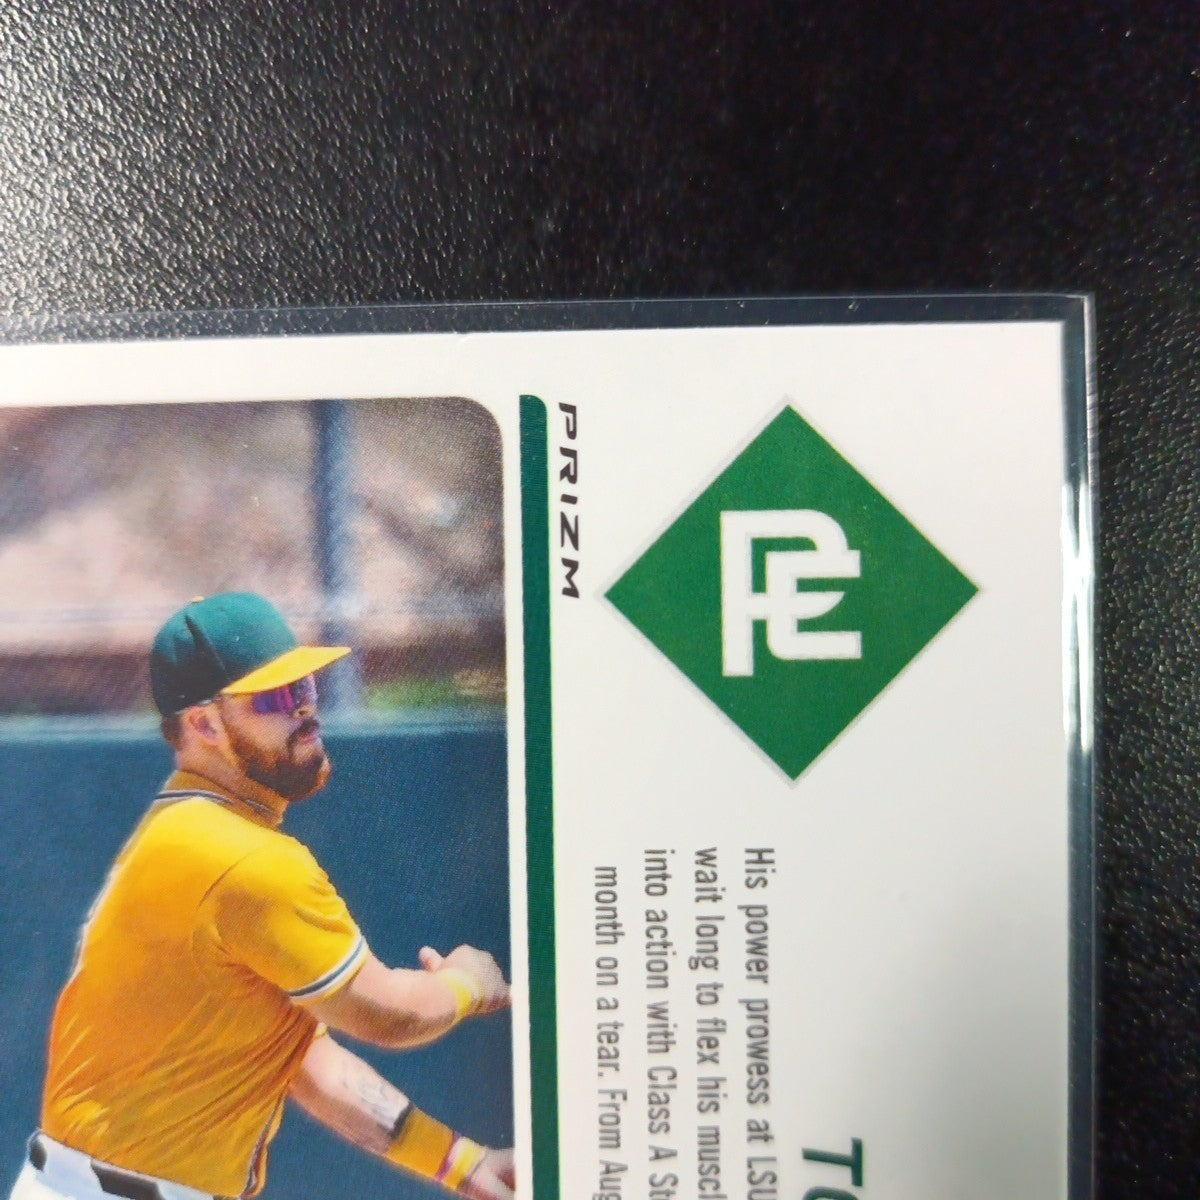 PRIZM
To
His power prowess at LSU
wait long to flex his muscl
into action with Class A St
month on a tear. From Aug